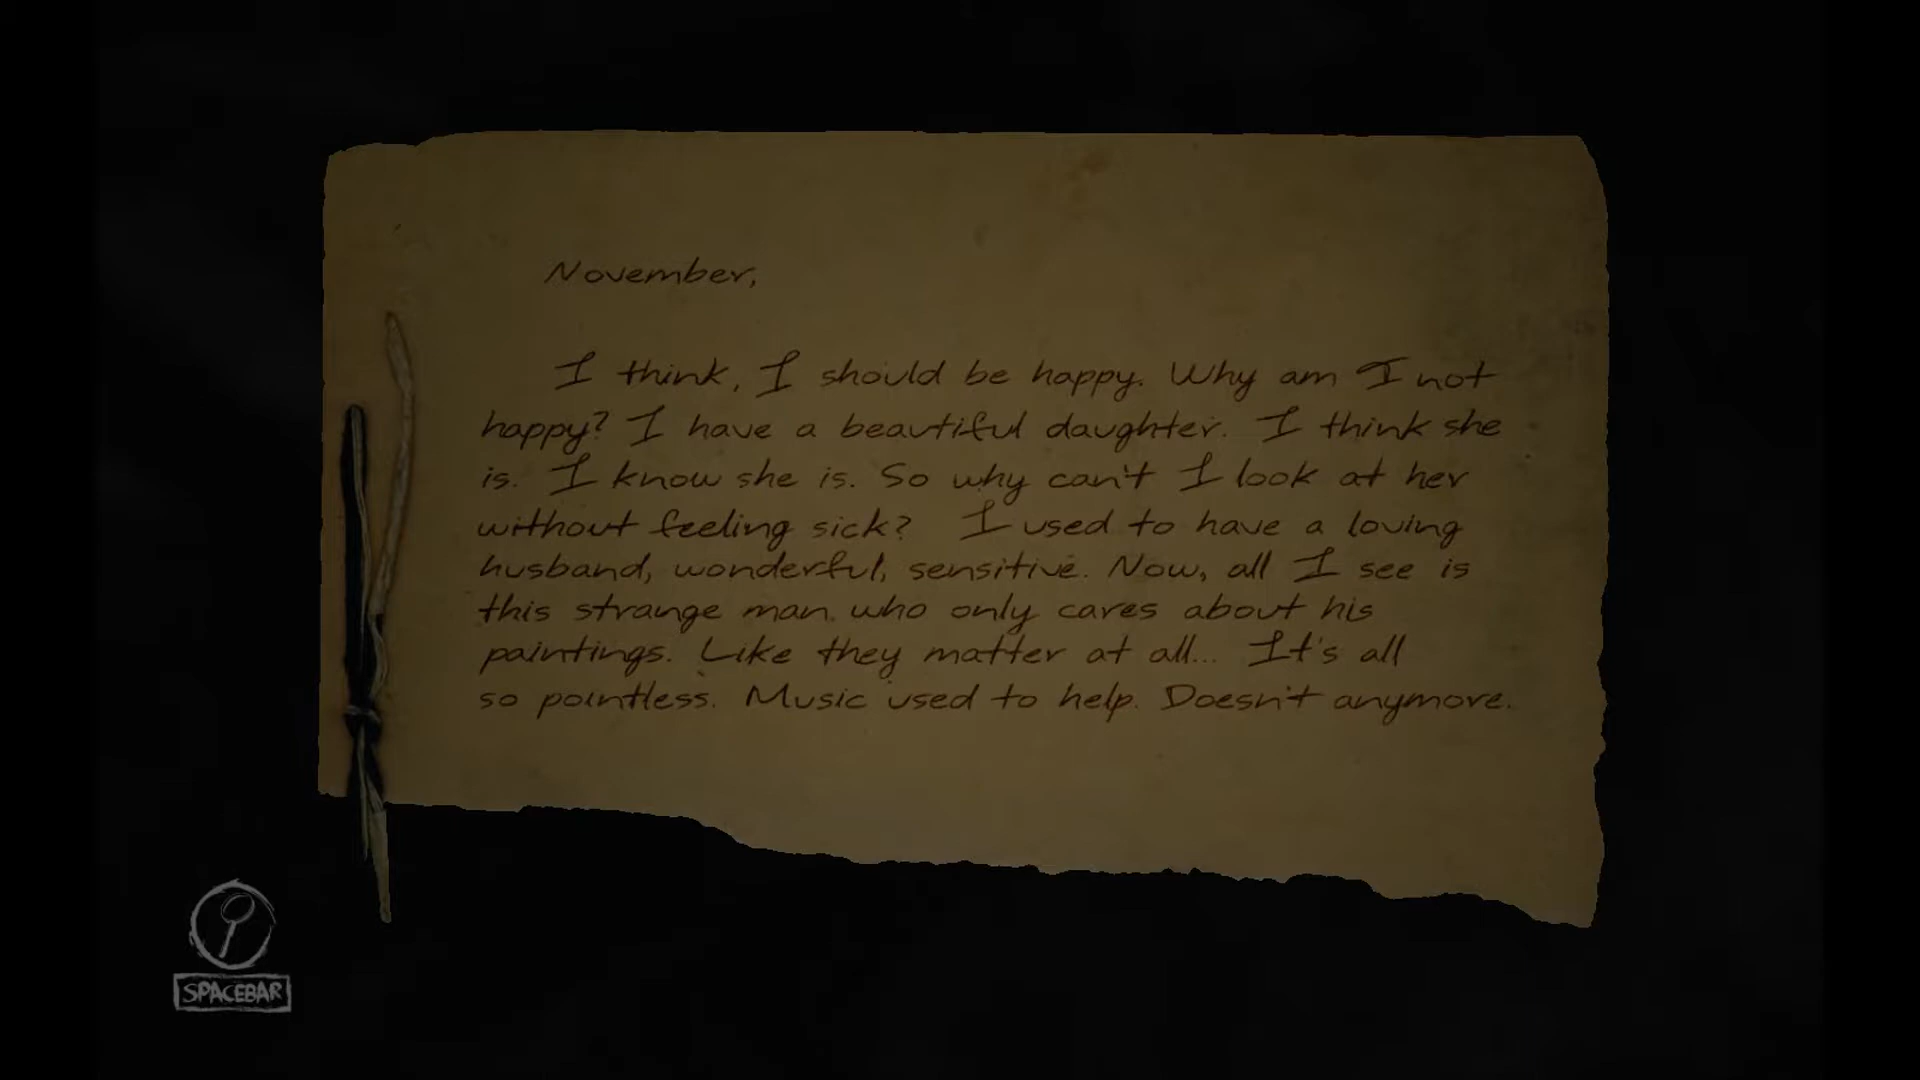 November,
I think, I should be happy. Why am I not
happy? I have a beautiful daughter. I think she
is. I know she is. So why can't I look at her
without feeling sick? I used to have a loving
husband, wonderful, sensitive. Now, all I see is
this strange man who only cares about his
paintings. Like they matter at all... It's all
so pointless. Music used to help. Doesn't anymore.
SPACEBAR